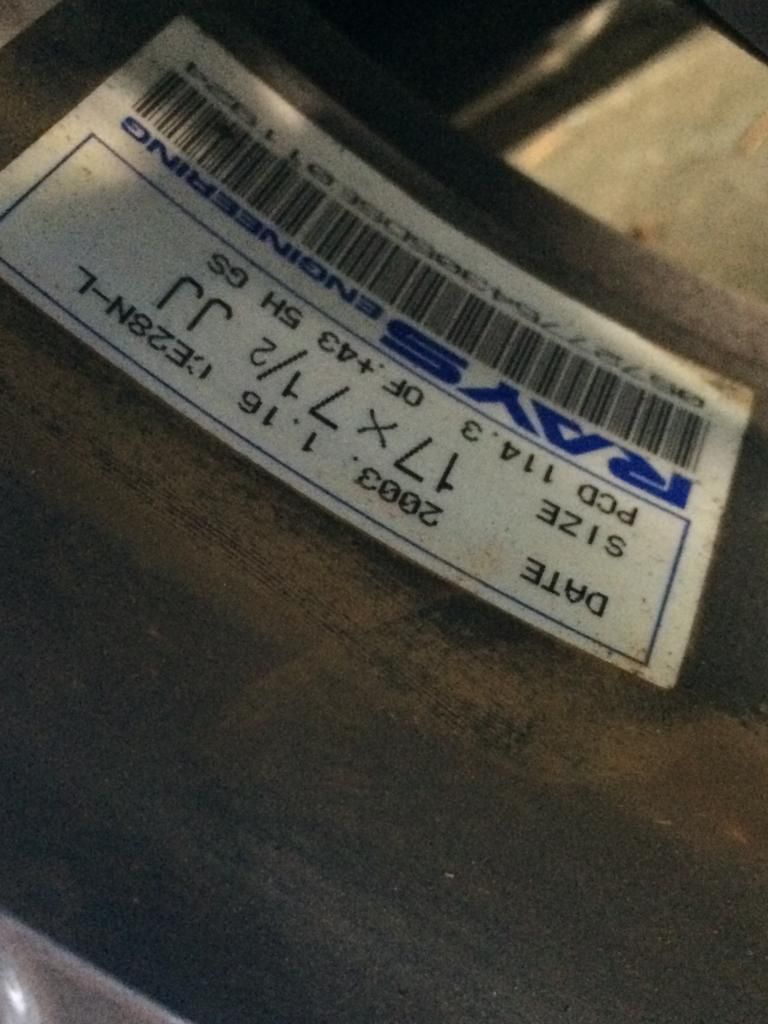 RAYS ENGINEERING
PCD 114.3 OF.+43 5H GS
SIZE 17 x 7 1/2 JJ
DATE 2003. 1.16 CE28N-L